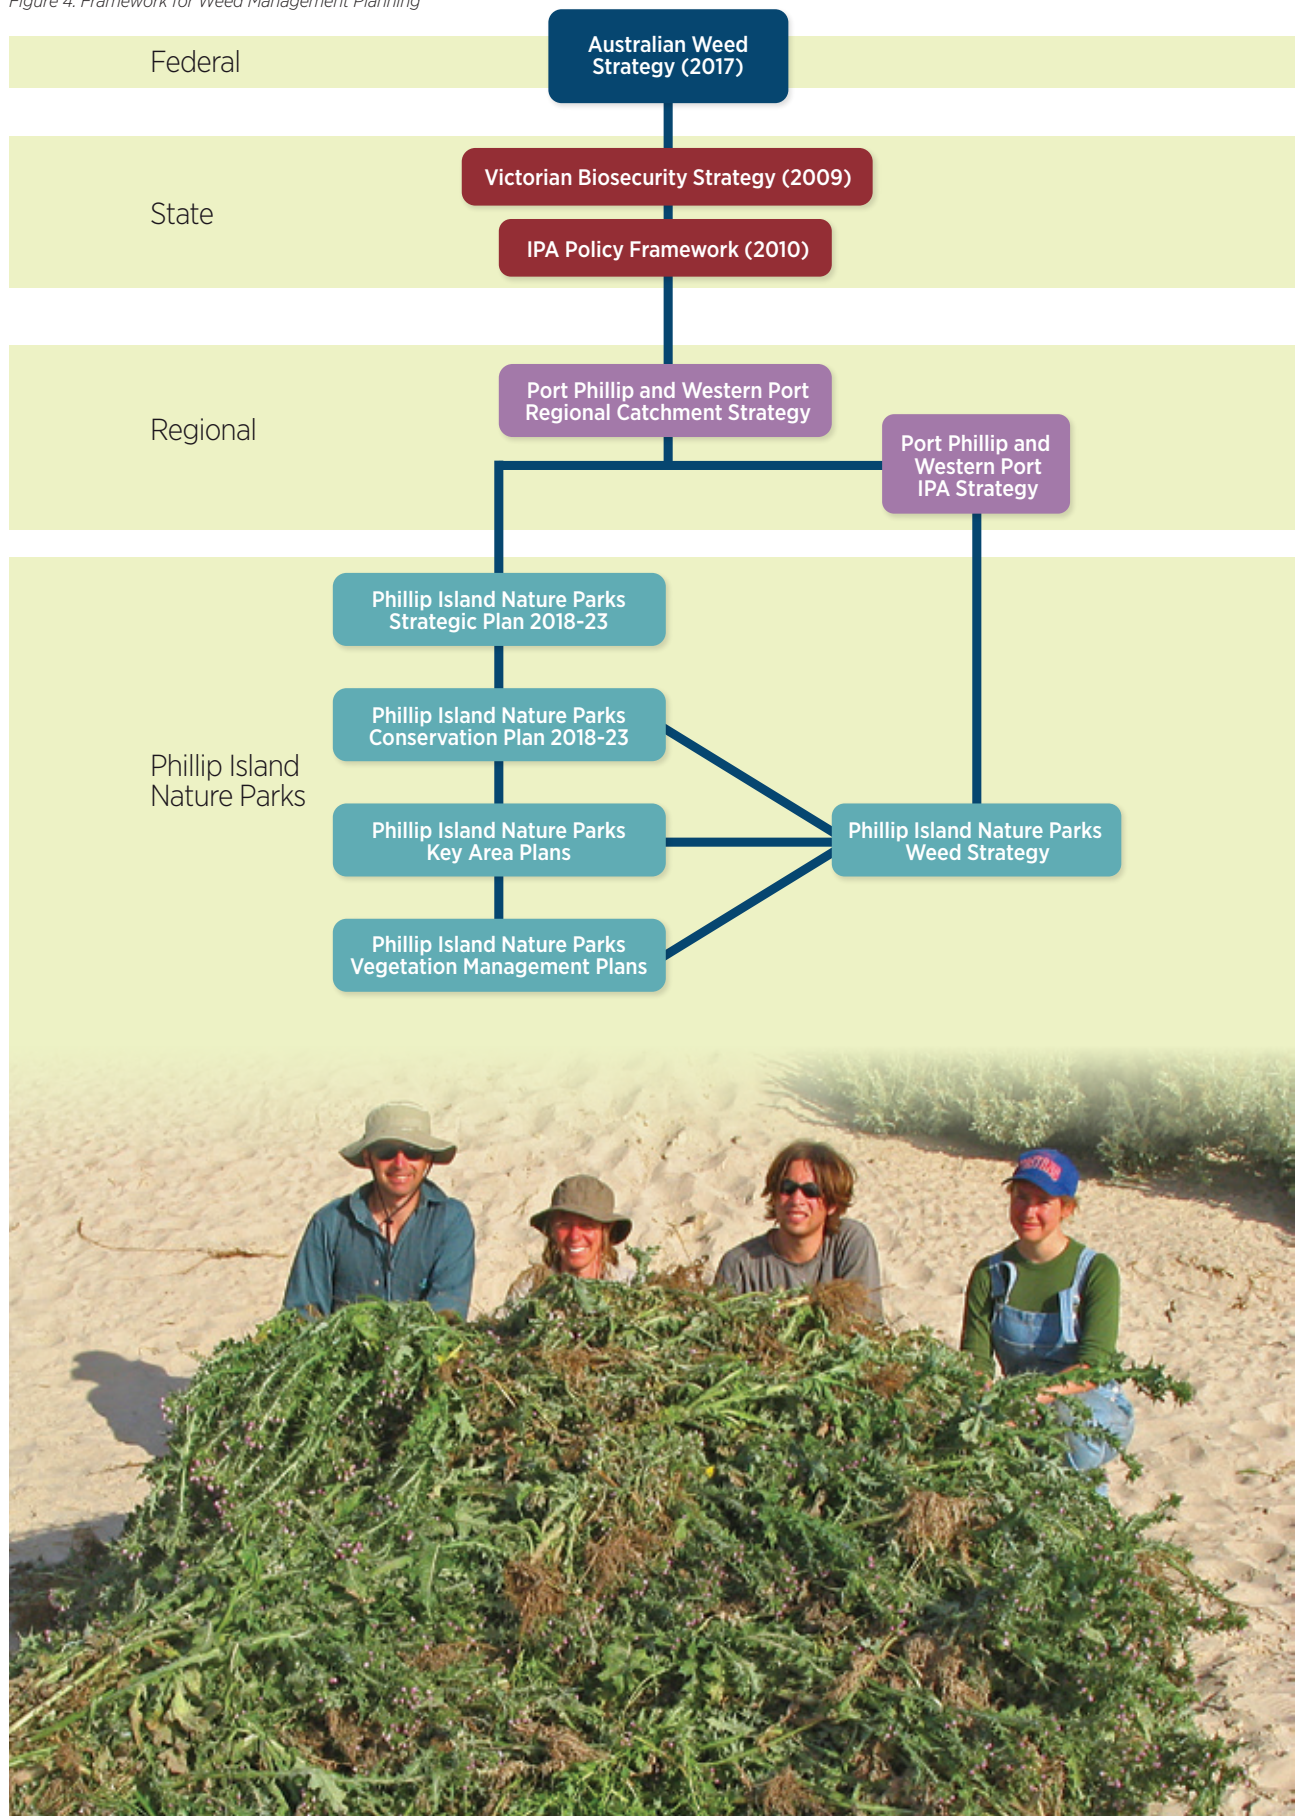 Figure 4. Framework for Weed Management Planning
Federal
Australian Weed
Strategy (2017)
State
Victorian Biosecurity Strategy (2009)
IPA Policy Framework (2010)
Regional
Port Phillip and Western Port
Regional Catchment Strategy
Port Phillip and
Western Port
IPA Strategy
Phillip Island Nature Parks
Strategic Plan 2018-23
Phillip Island Nature Parks
Conservation Plan 2018-23
Phillip Island
Nature Parks
Phillip Island Nature Parks
Key Area Plans
Phillip Island Nature Parks
Weed Strategy
Phillip Island Nature Parks
Vegetation Management Plans